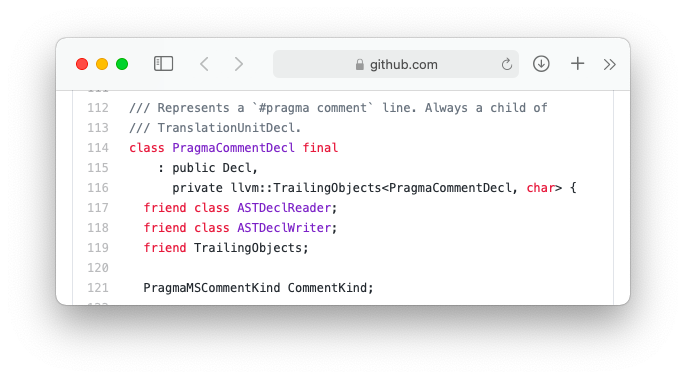 github.com
112 /// Represents a `#pragma comment` line. Always a child of
113 /// TranslationUnitDecl.
114 class PragmaCommentDecl final
115     : public Decl,
116       private llvm::TrailingObjects<PragmaCommentDecl, char> {
117   friend class ASTDeclReader;
118   friend class ASTDeclWriter;
119   friend TrailingObjects;
120
121   PragmaMSCommentKind CommentKind;